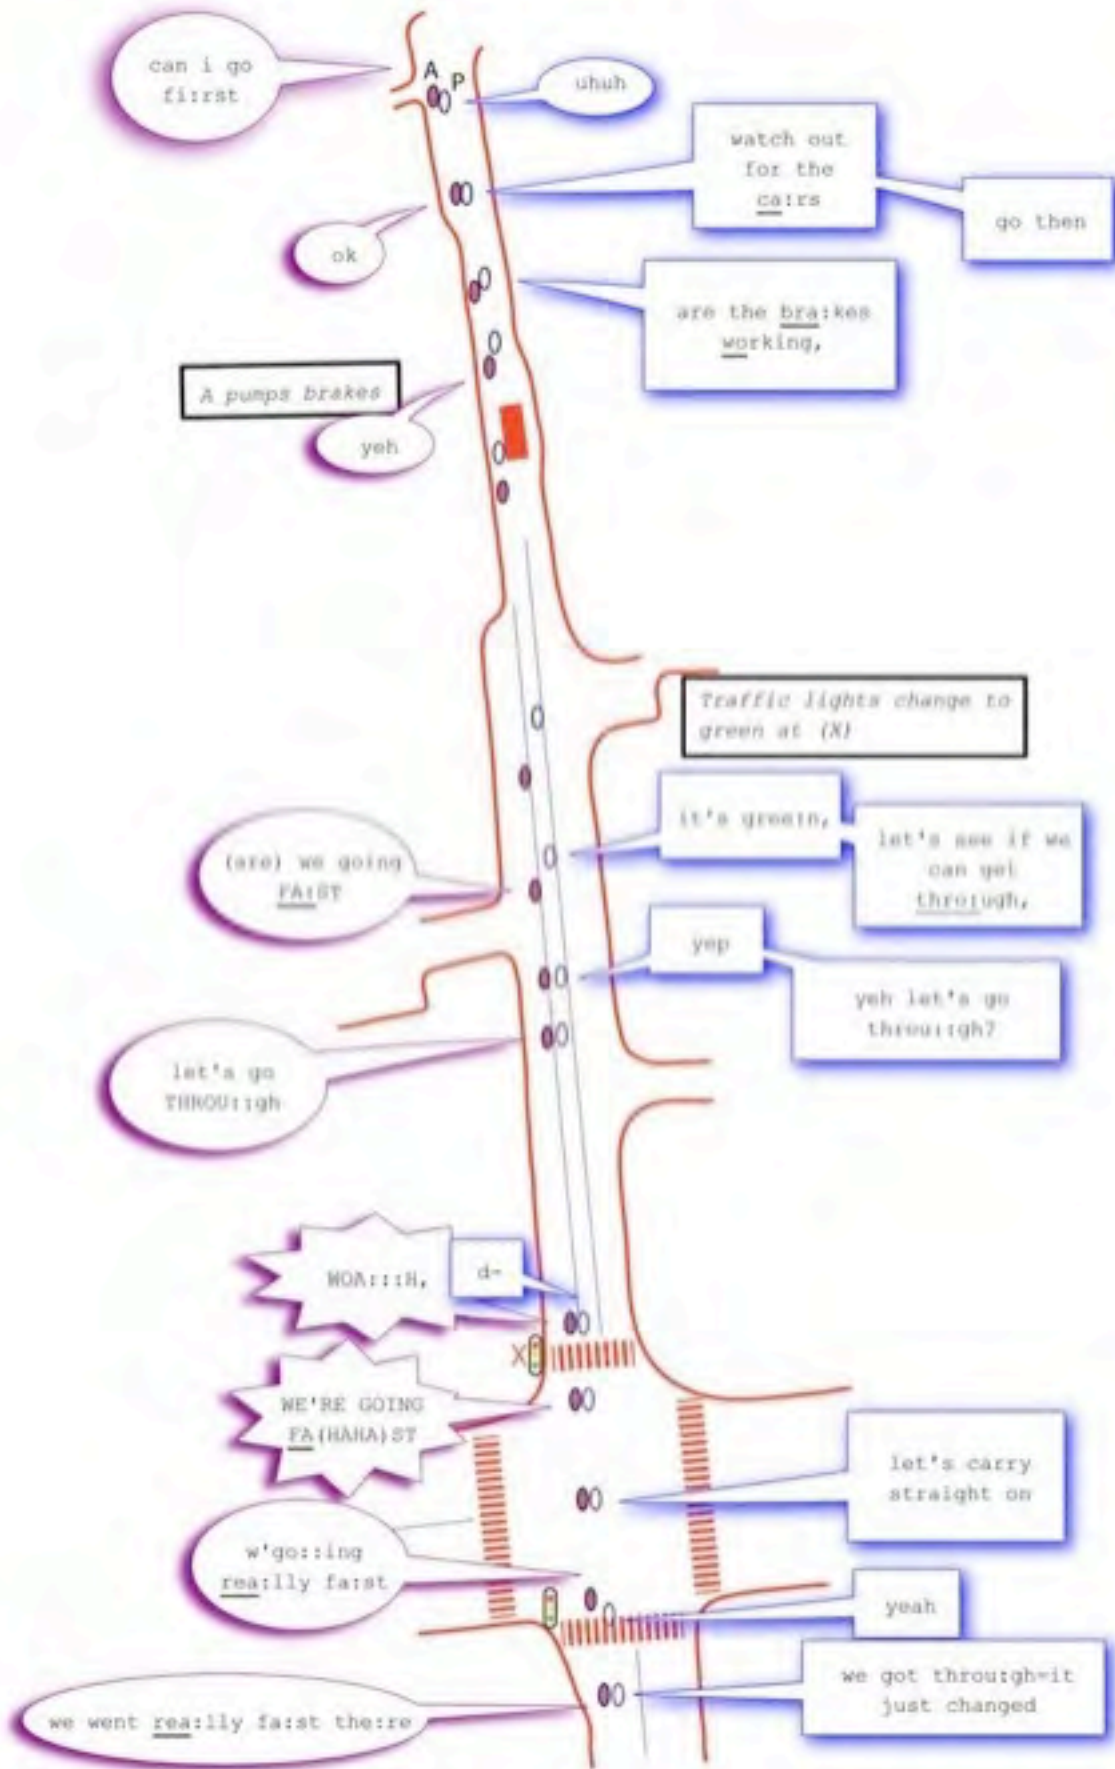 can i go
fi:rst
A
P
uhuh
watch out
for the
ca:rs
go then
ok
are the bra:kes
working,
A pumps brakes
yeh
Traffic lights change to
green at (X)
it's gree:n,
let's see if we
can get
thro:ugh,
(are) we going
FA:ST
yep
yeh let's go
throu::gh?
let's go
THROU::gh
WOA:::H,
d-
X
WE'RE GOING
FA(HAHA)ST
let's carry
straight on
w'go::ing
rea:lly fa:st
yeah
we got throu:gh=it
just changed
we went rea:lly fa:st the:re